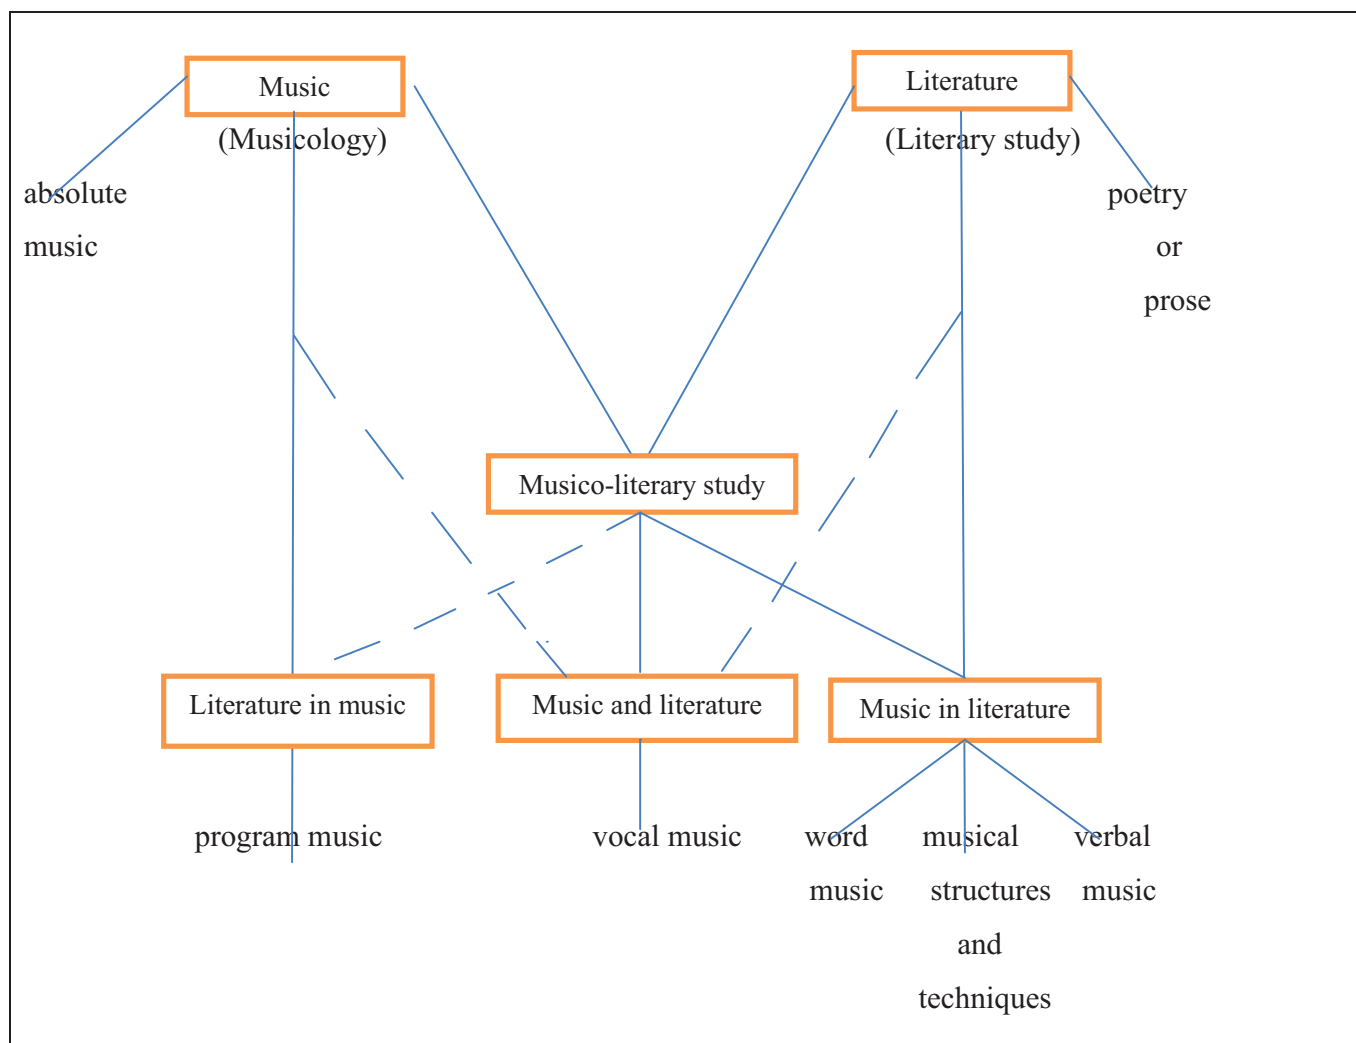 Music
Literature
(Musicology)
(Literary study)
absolute
music
poetry
or
prose
Musico-literary study
Literature in music
Music and literature
Music in literature
program music
vocal music
word
music
musical
structures
and
techniques
verbal
music